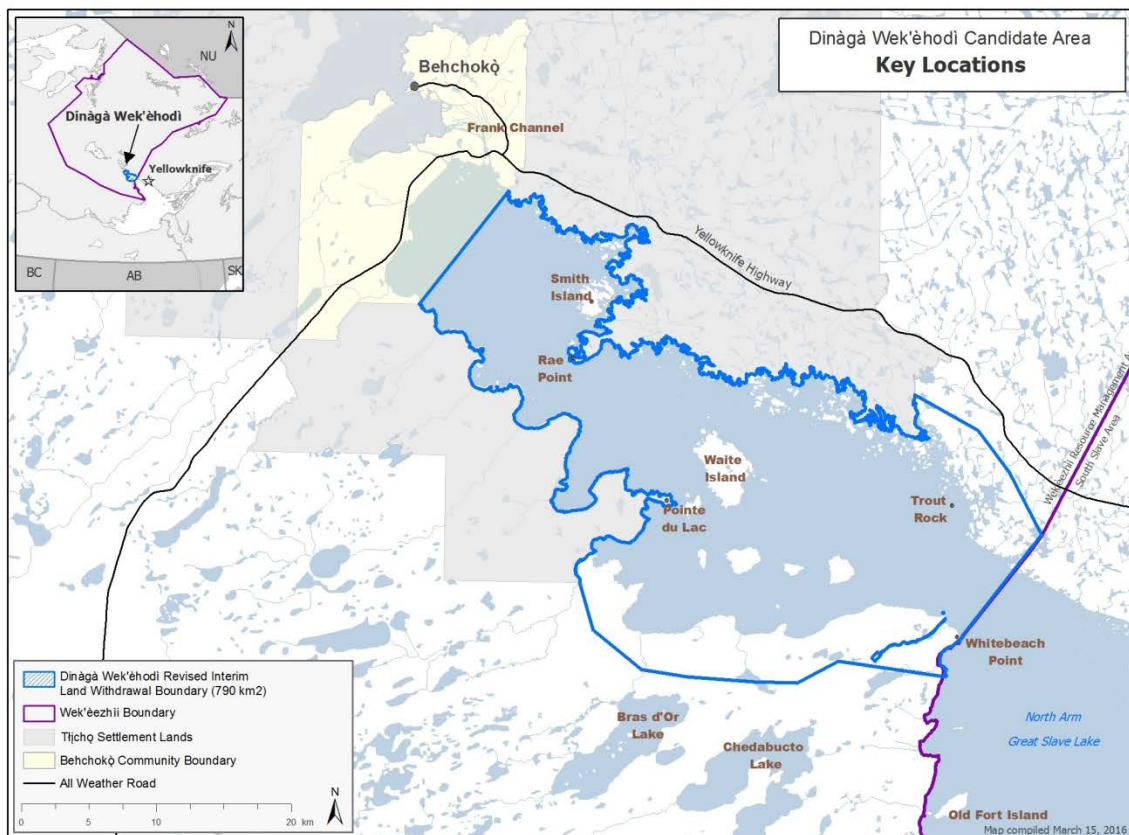 Dınàgà Wek'èhodì Candidate Area
Key Locations
N
NU
Dınàgà Wek'èhodì
Yellowknife
BC
AB
SK
Behchokǫ̀
Frank Channel
Yellowknife Highway
Smith
Island
Rae
Point
Waite
Island
Pointe
du Lac
Trout
Rock
South Slave Area
Whitebeach
Point
Bras d'Or
Lake
Chedabucto
Lake
North Arm
Great Slave Lake
Old Fort Island
Dınàgà Wek'èhodì Revised Interim
Land Withdrawal Boundary (790 km2)
Wek'èezhìi Boundary
Tłı̨chǫ Settlement Lands
Behchokǫ̀ Community Boundary
All Weather Road
0 5 10 20 km
N
Map compiled March 15, 2016